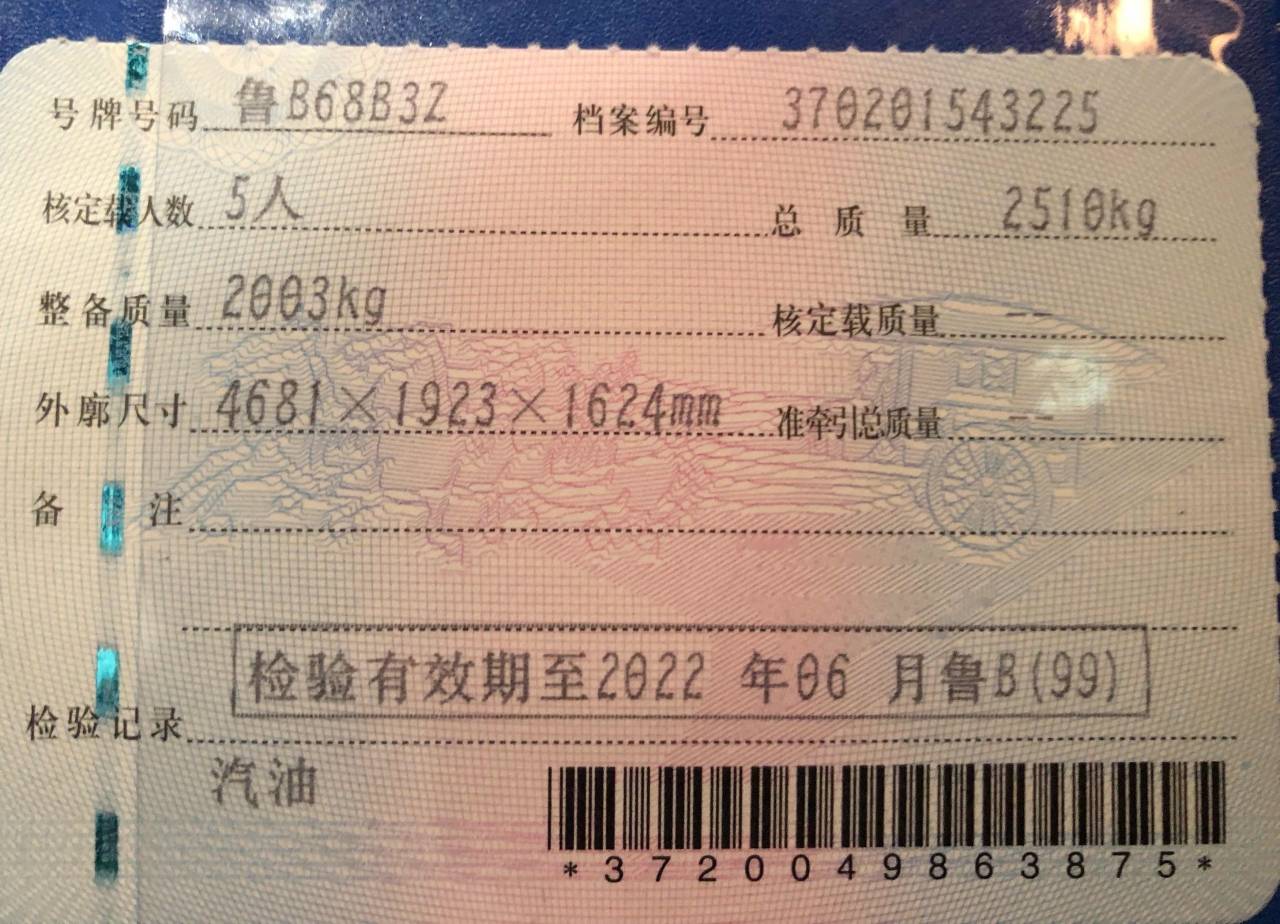 号牌号码 鲁B68B3Z 档案编号 370201543225
核定载人数 5人 总质量 2510kg
整备质量 2003kg 核定载质量 --
外廓尺寸 4681×1923×1624mm 准牵引总质量 --
备注
检验有效期至2022 年06 月鲁B(99)
检验记录
汽油
*3720049863875*